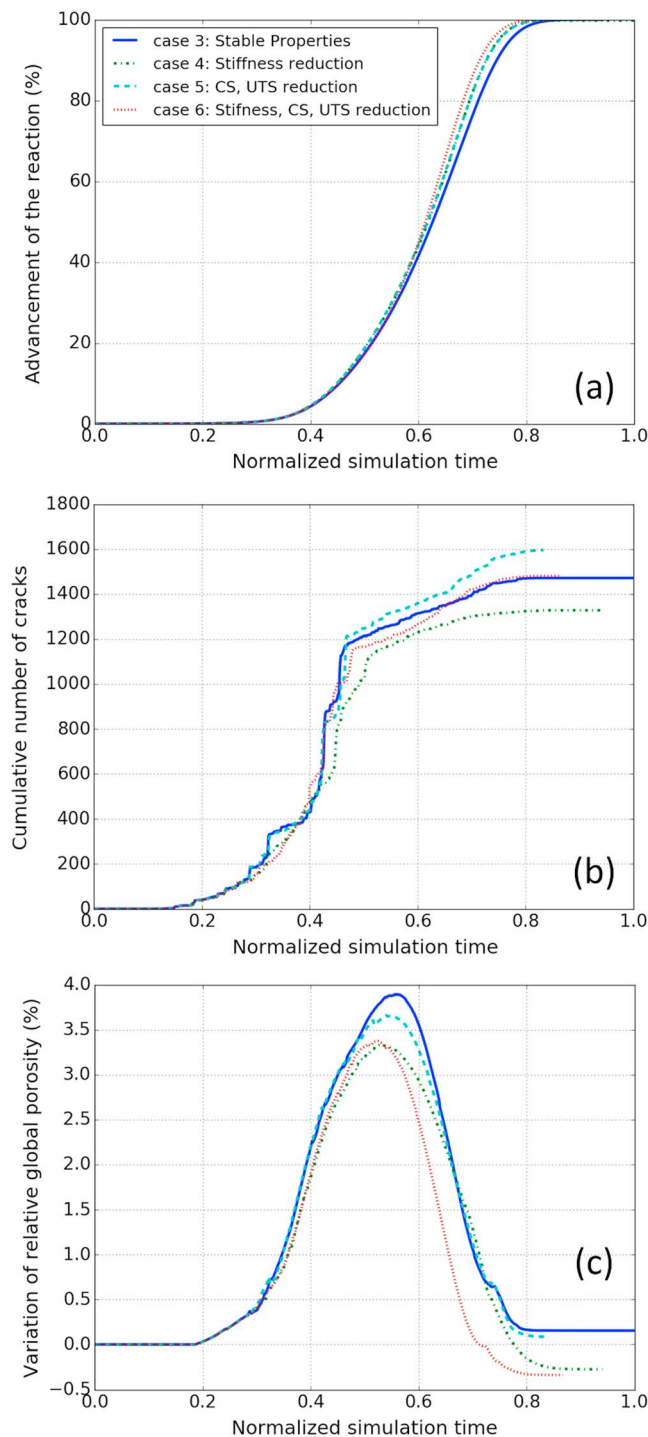 100
80
60
40
20
0
Advancement of the reaction (%)
case 3: Stable Properties
case 4: Stiffness reduction
case 5: CS, UTS reduction
case 6: Stifness, CS, UTS reduction
(a)
0.0 0.2 0.4 0.6 0.8 1.0
Normalized simulation time
1800
1600
1400
1200
1000
800
600
400
200
0
Cumulative number of cracks
(b)
0.0 0.2 0.4 0.6 0.8 1.0
Normalized simulation time
4.0
3.5
3.0
2.5
2.0
1.5
1.0
0.5
0.0
−0.5
Variation of relative global porosity (%)
(c)
0.0 0.2 0.4 0.6 0.8 1.0
Normalized simulation time